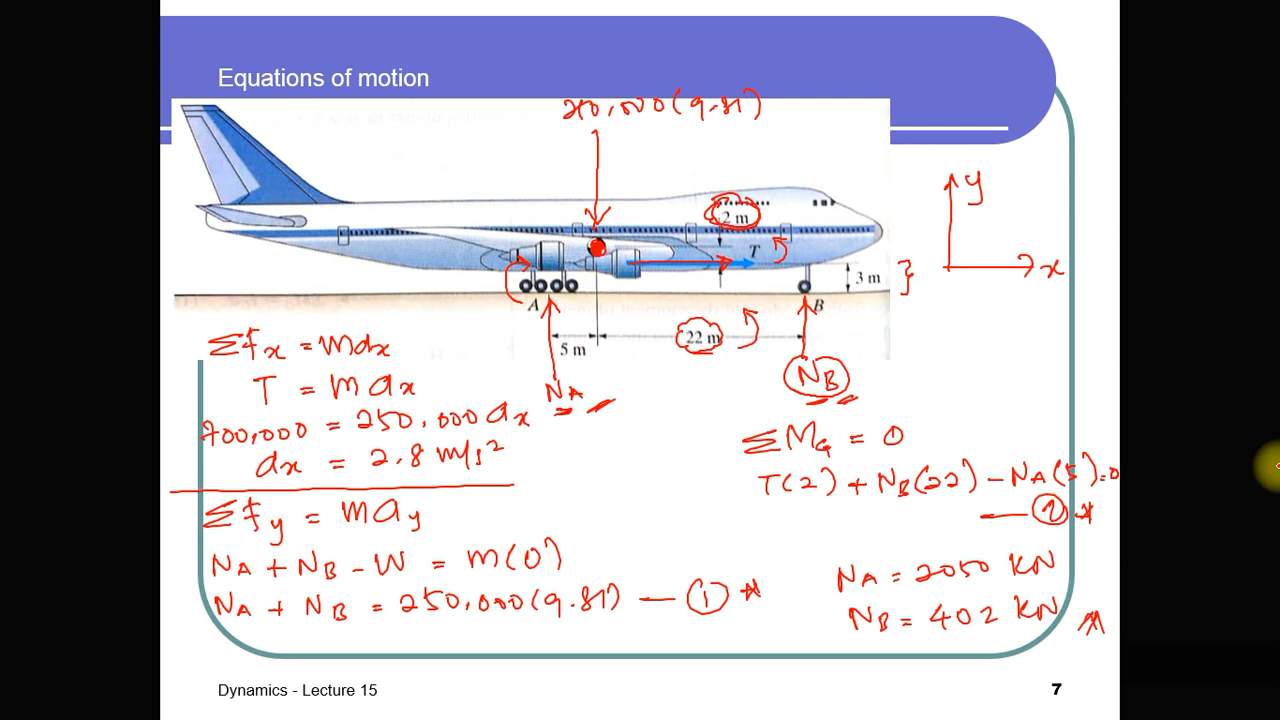 Equations of motion
250,000(9.81)
y
x
2 m
T
3 m
A
B
22 m
5 m
NA
NB
ΣFx = max
T = max
700,000 = 250,000ax
ax = 2.8 m/s²
ΣFy = may
NA + NB - W = m(0)
NA + NB = 250,000(9.81) — ① *
ΣMG = 0
T(2) + NB(22) - NA(5) = 0
— ② *
NA = 2050 KN
NB = 402 KN *
Dynamics - Lecture 15
7